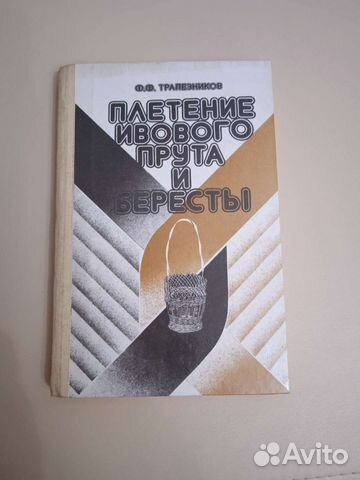 Ф.Ф. ТРАПЕЗНИКОВ
ПЛЕТЕНИЕ
ИВОВОГО
ПРУТА
И
БЕРЕСТЫ
Avito